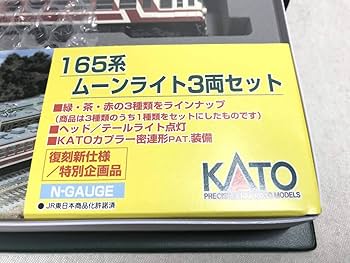 165系
ムーンライト3両セット
■緑・茶・赤の3種類をラインナップ
(商品は3種類のうち1種類をセットにしたものです)
■ヘッド/テールライト点灯
■KATOカプラー密連形PAT.装備
復刻新仕様
/特別企画品
N-GAUGE
●JR東日本商品化許諾済
KATO
PRECISION RAILROAD MODELS